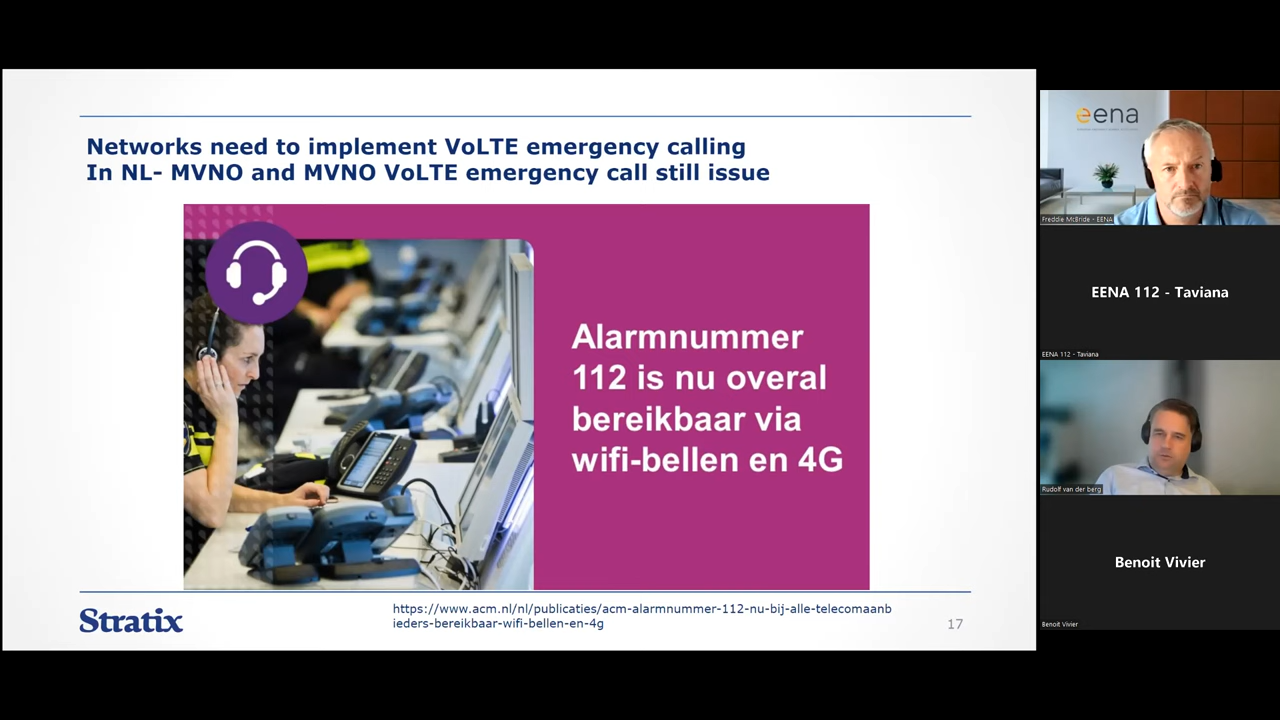 Networks need to implement VoLTE emergency calling
In NL- MVNO and MVNO VoLTE emergency call still issue
Alarmnummer
112 is nu overal
bereikbaar via
wifi-bellen en 4G
Stratix
https://www.acm.nl/nl/publicaties/acm-alarmnummer-112-nu-bij-alle-telecomaanb
ieders-bereikbaar-wifi-bellen-en-4g
17
eena
Freddie McBride - EENA
EENA 112 - Taviana
EENA 112 - Taviana
Rudolf van der berg
Benoit Vivier
Benoit Vivier